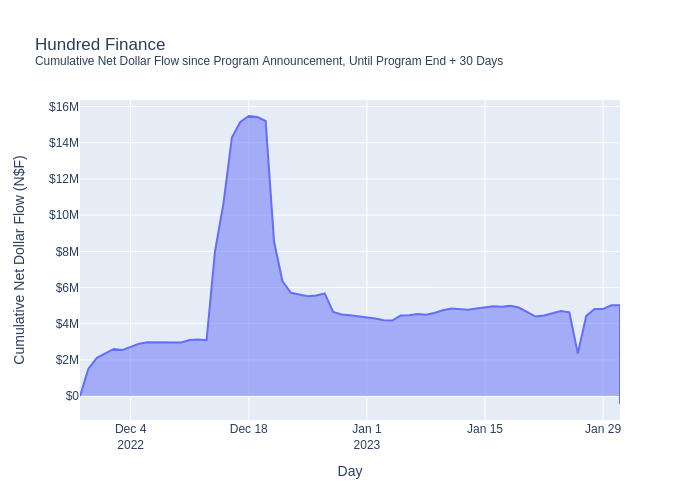 Hundred Finance
Cumulative Net Dollar Flow since Program Announcement, Until Program End + 30 Days
Cumulative Net Dollar Flow (N$F)
$16M
$14M
$12M
$10M
$8M
$6M
$4M
$2M
$0
Dec 4
2022
Dec 18
Jan 1
2023
Jan 15
Jan 29
Day